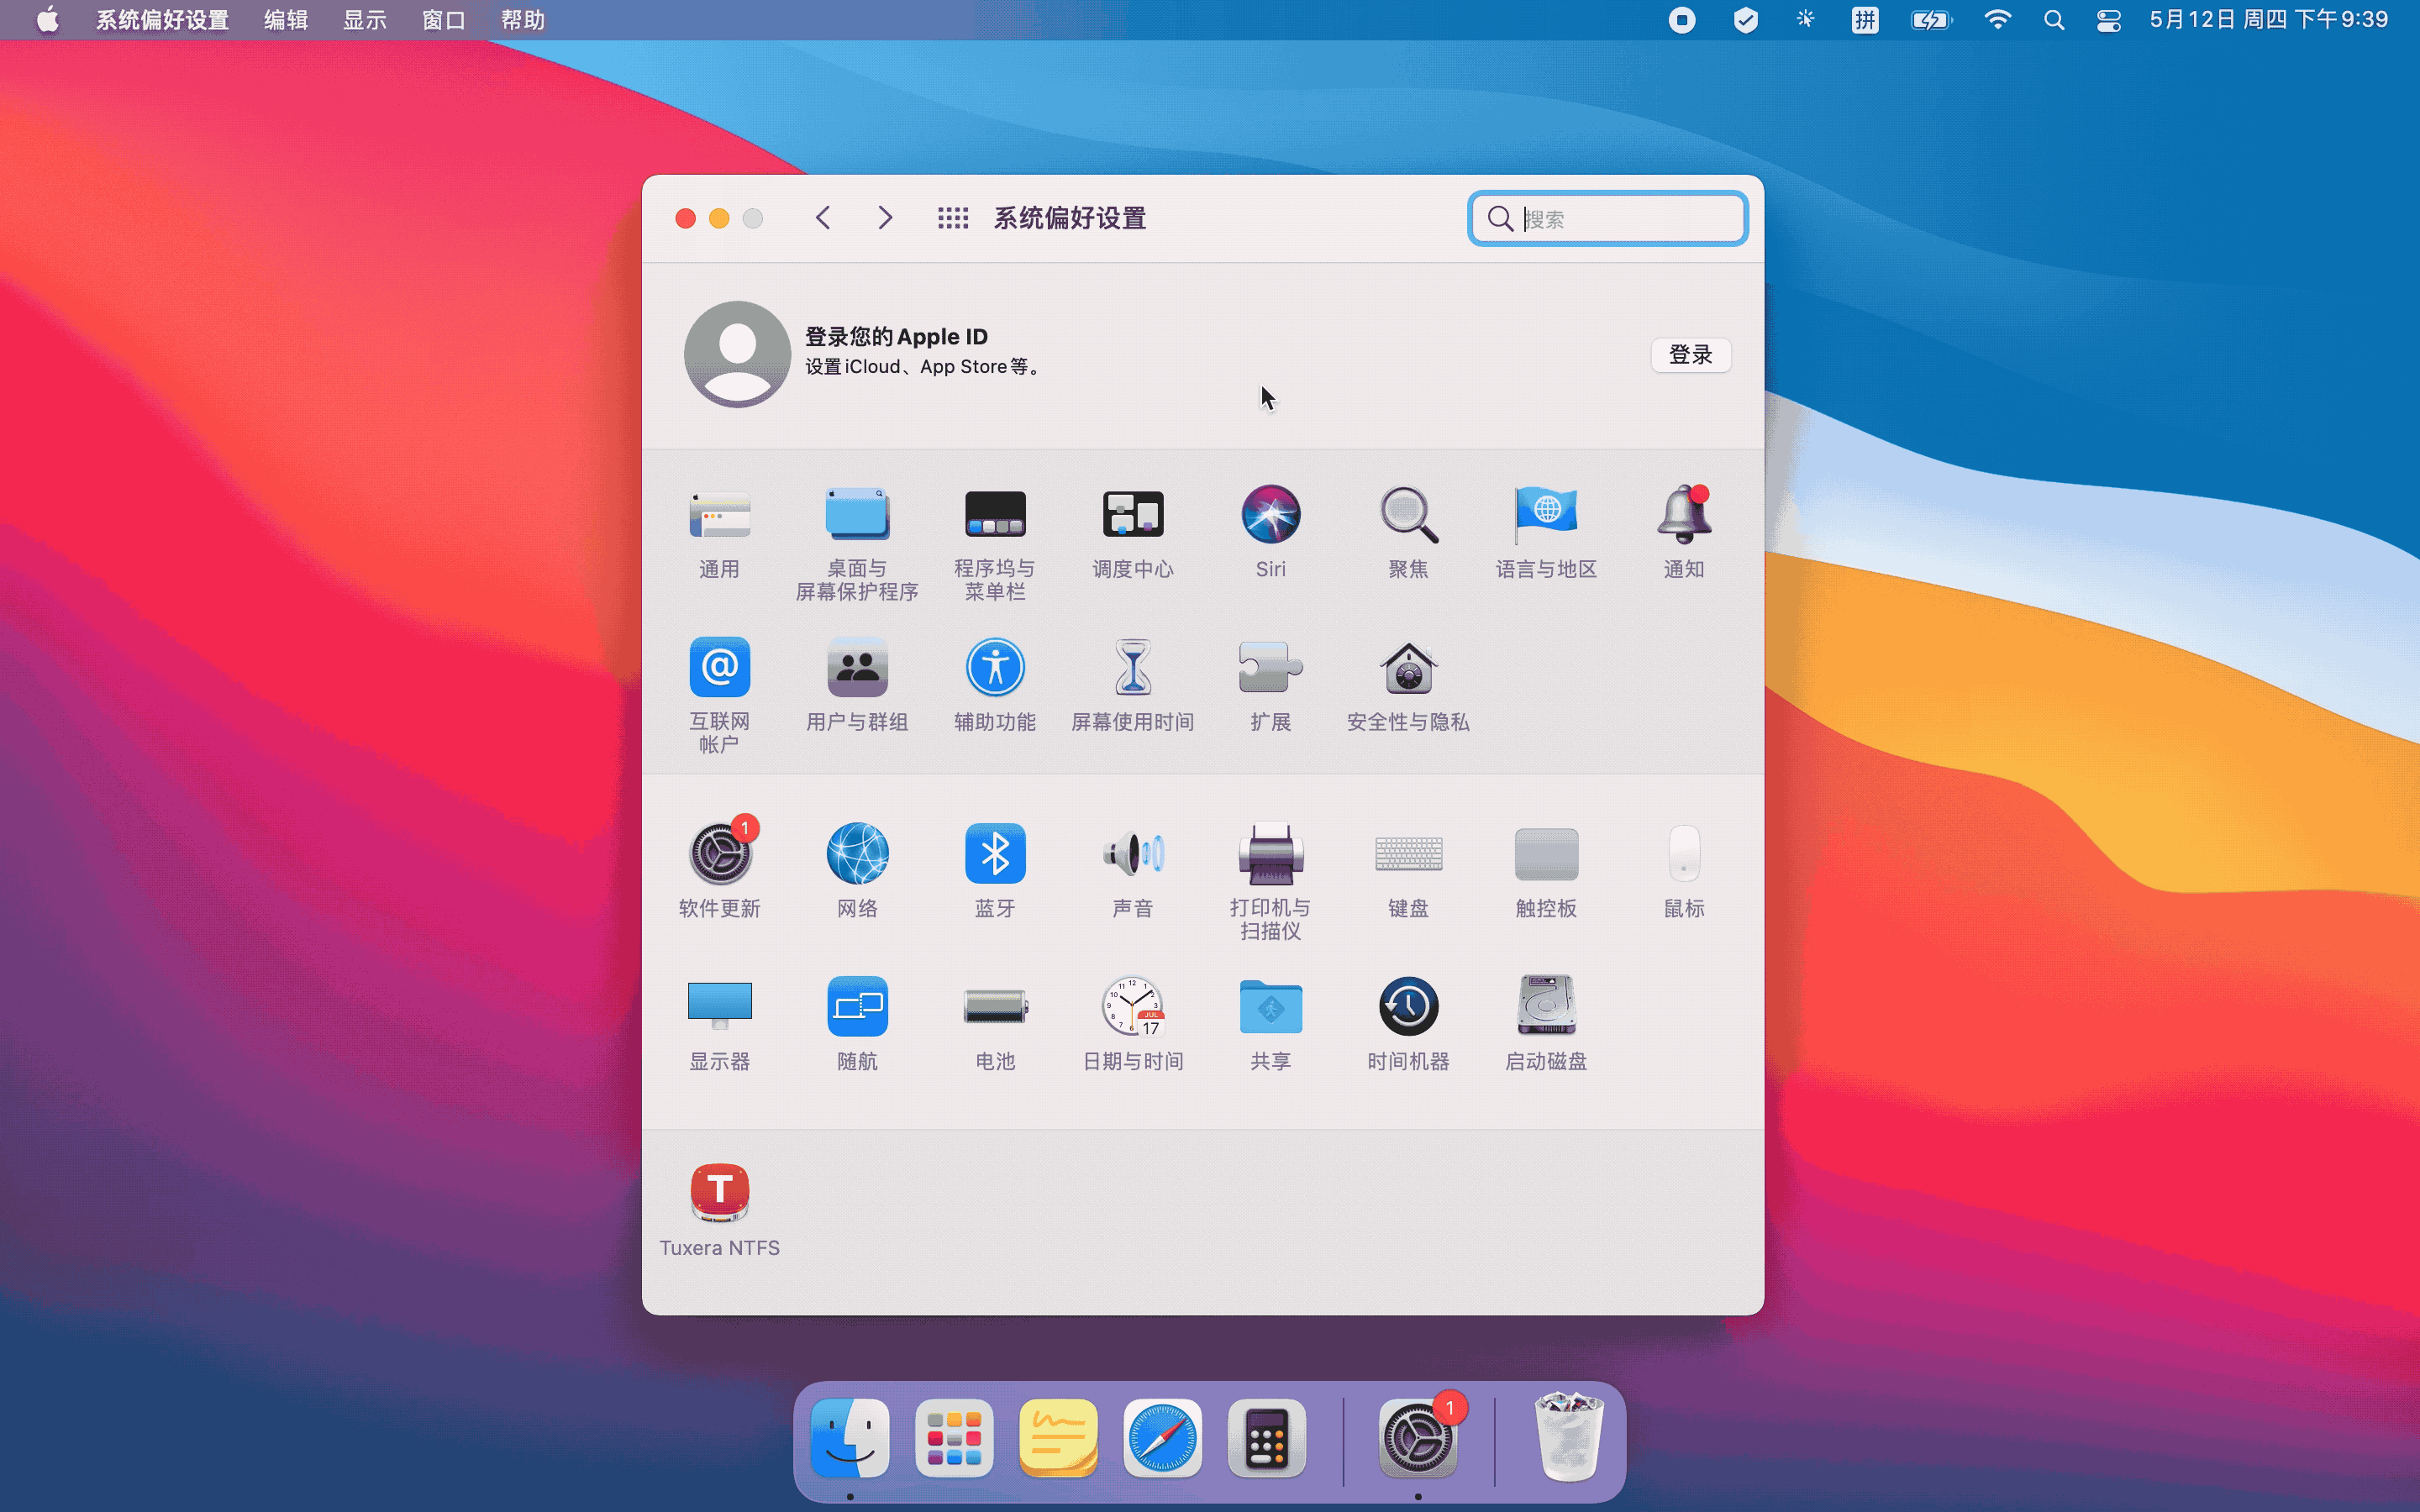 系统偏好设置 编辑 显示 窗口 帮助 拼 5月12日 周四 下午9:39
系统偏好设置
搜索
登录您的 Apple ID
设置 iCloud、App Store 等。
登录
通用
桌面与
屏幕保护程序
程序坞与
菜单栏
调度中心
Siri
聚焦
语言与地区
通知
互联网
帐户
用户与群组
辅助功能
屏幕使用时间
扩展
安全性与隐私
1
软件更新
网络
蓝牙
声音
打印机与
扫描仪
键盘
触控板
鼠标
显示器
随航
电池
JUL
17
日期与时间
共享
时间机器
启动磁盘
T
Tuxera NTFS
1